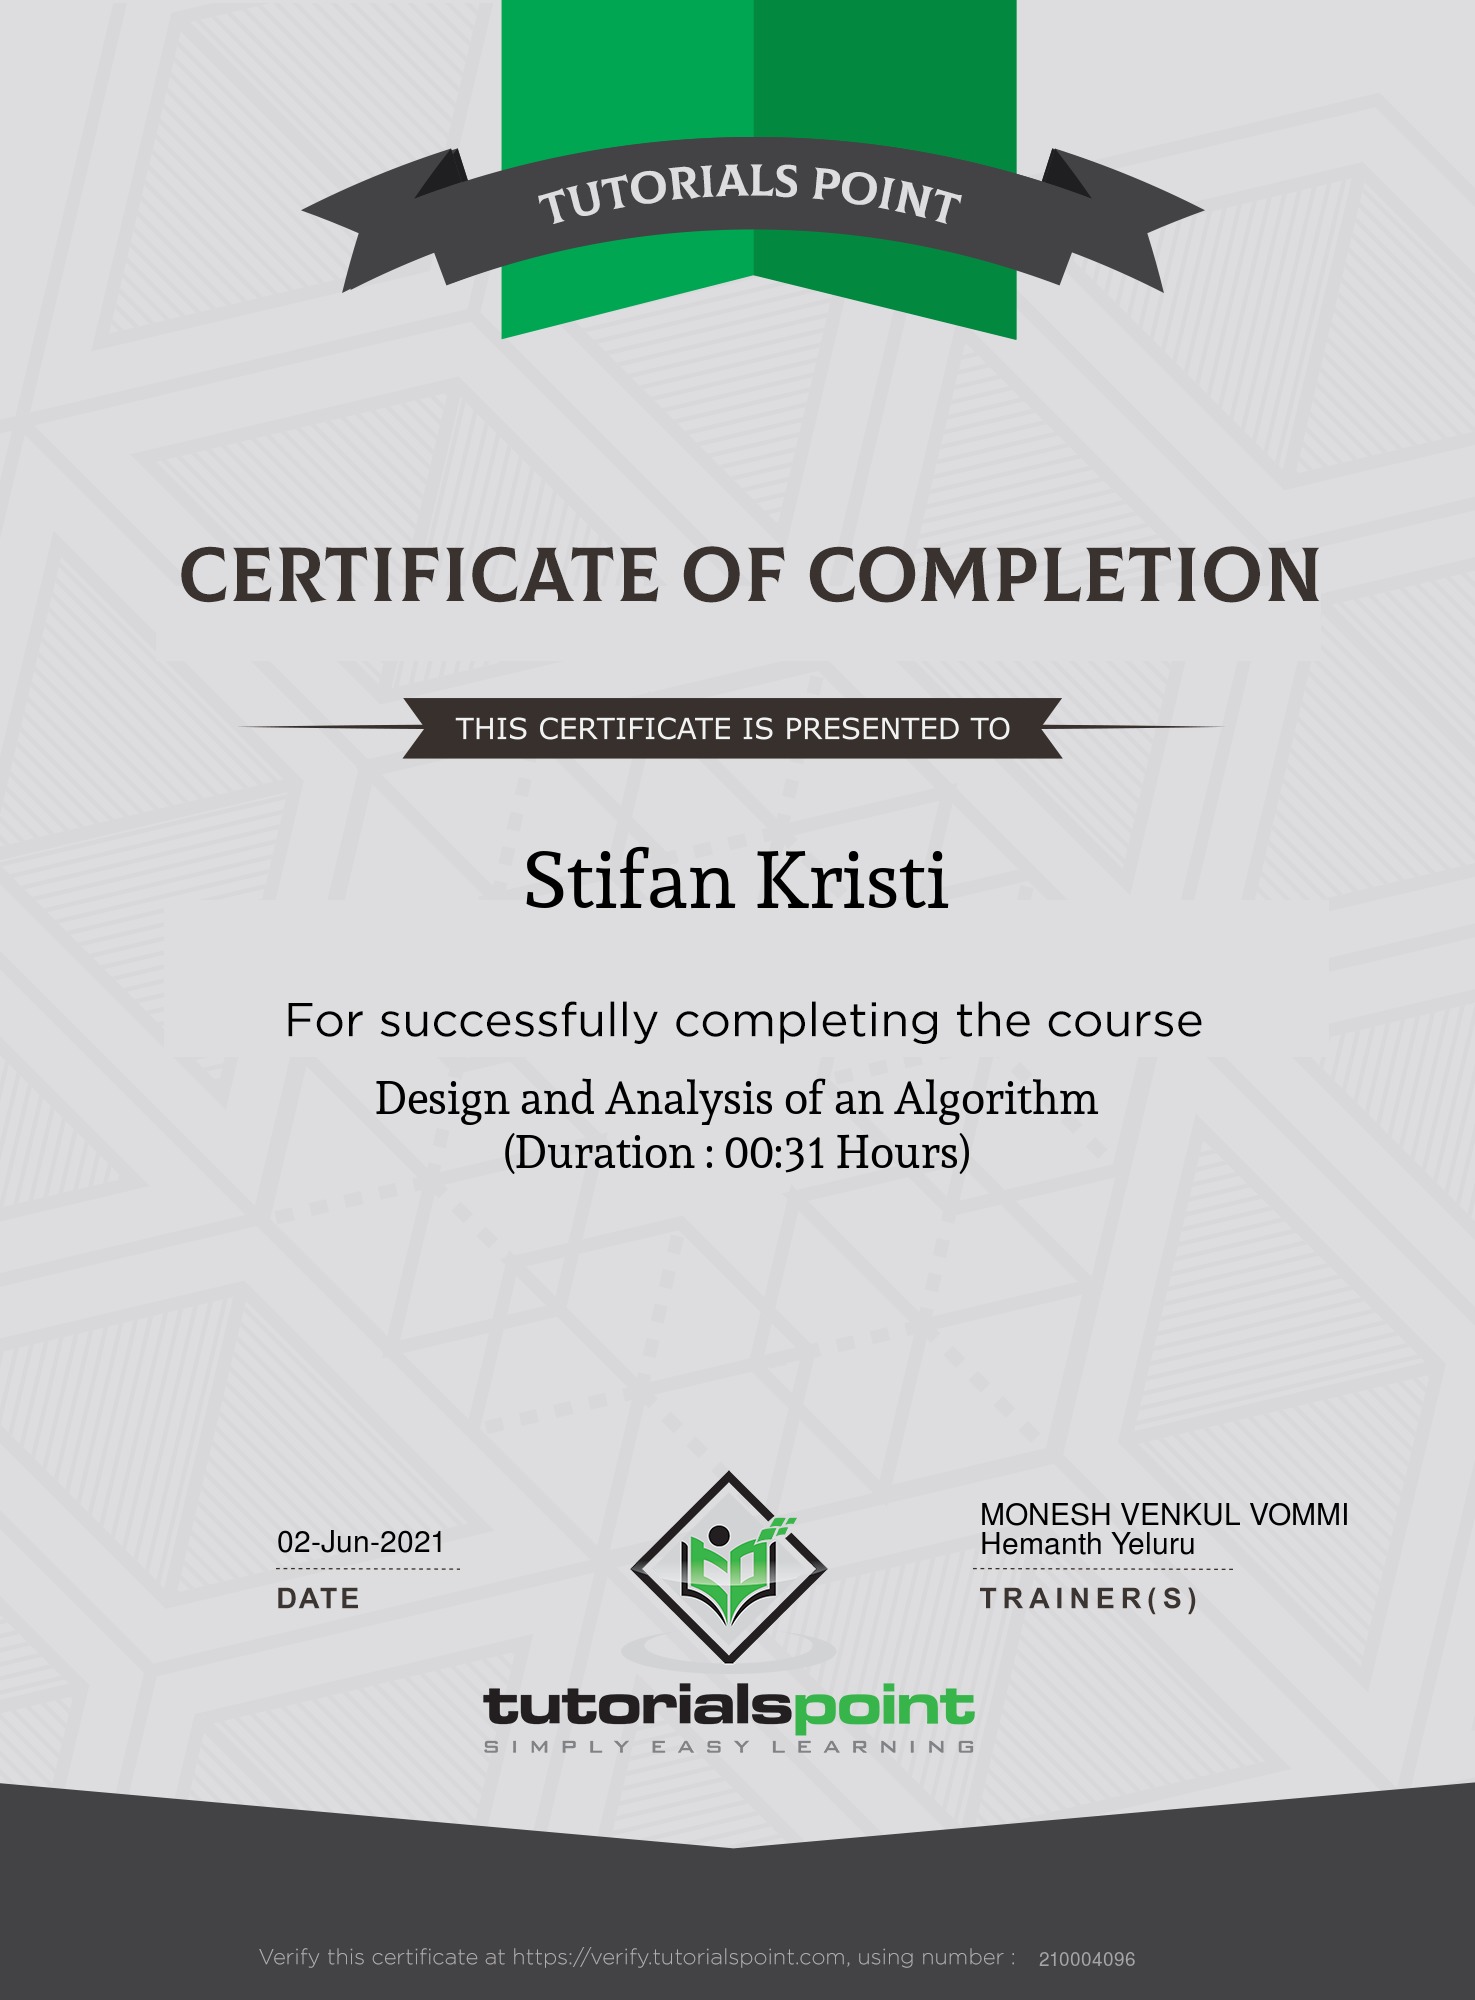 TUTORIALS POINT
CERTIFICATE OF COMPLETION
THIS CERTIFICATE IS PRESENTED TO
Stifan Kristi
For successfully completing the course
Design and Analysis of an Algorithm
(Duration : 00:31 Hours)
02-Jun-2021
DATE
MONESH VENKUL VOMMI
Hemanth Yeluru
TRAINER(S)
tutorialspoint
SIMPLY EASY LEARNING
Verify this certificate at https://verify.tutorialspoint.com, using number : 210004096